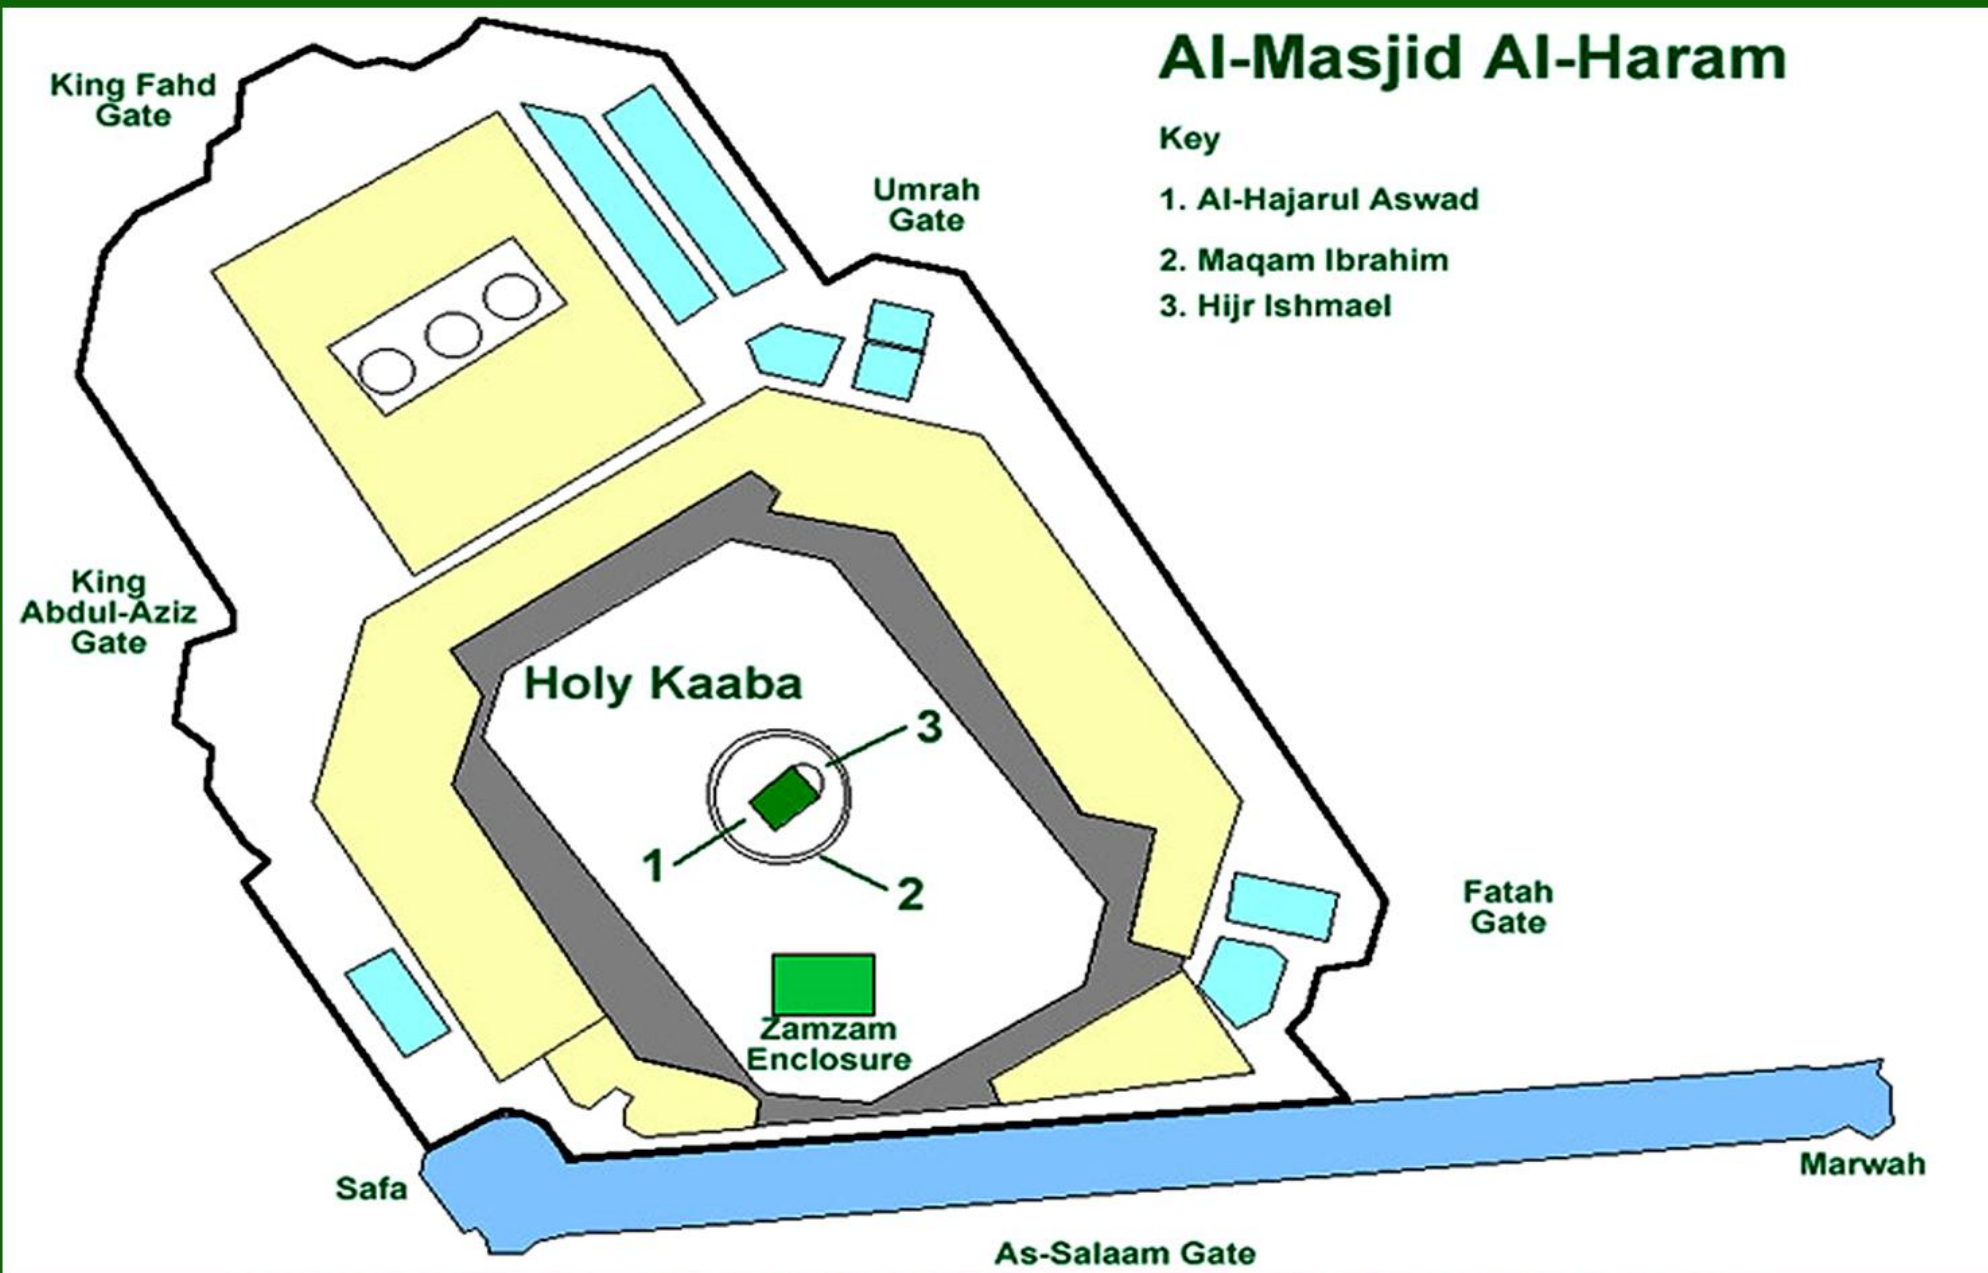 Al-Masjid Al-Haram
Key
1. Al-Hajarul Aswad
2. Maqam Ibrahim
3. Hijr Ishmael
King Fahd
Gate
Umrah
Gate
King
Abdul-Aziz
Gate
Holy Kaaba
3
1
2
Fatah
Gate
Zamzam
Enclosure
Safa
Marwah
As-Salaam Gate